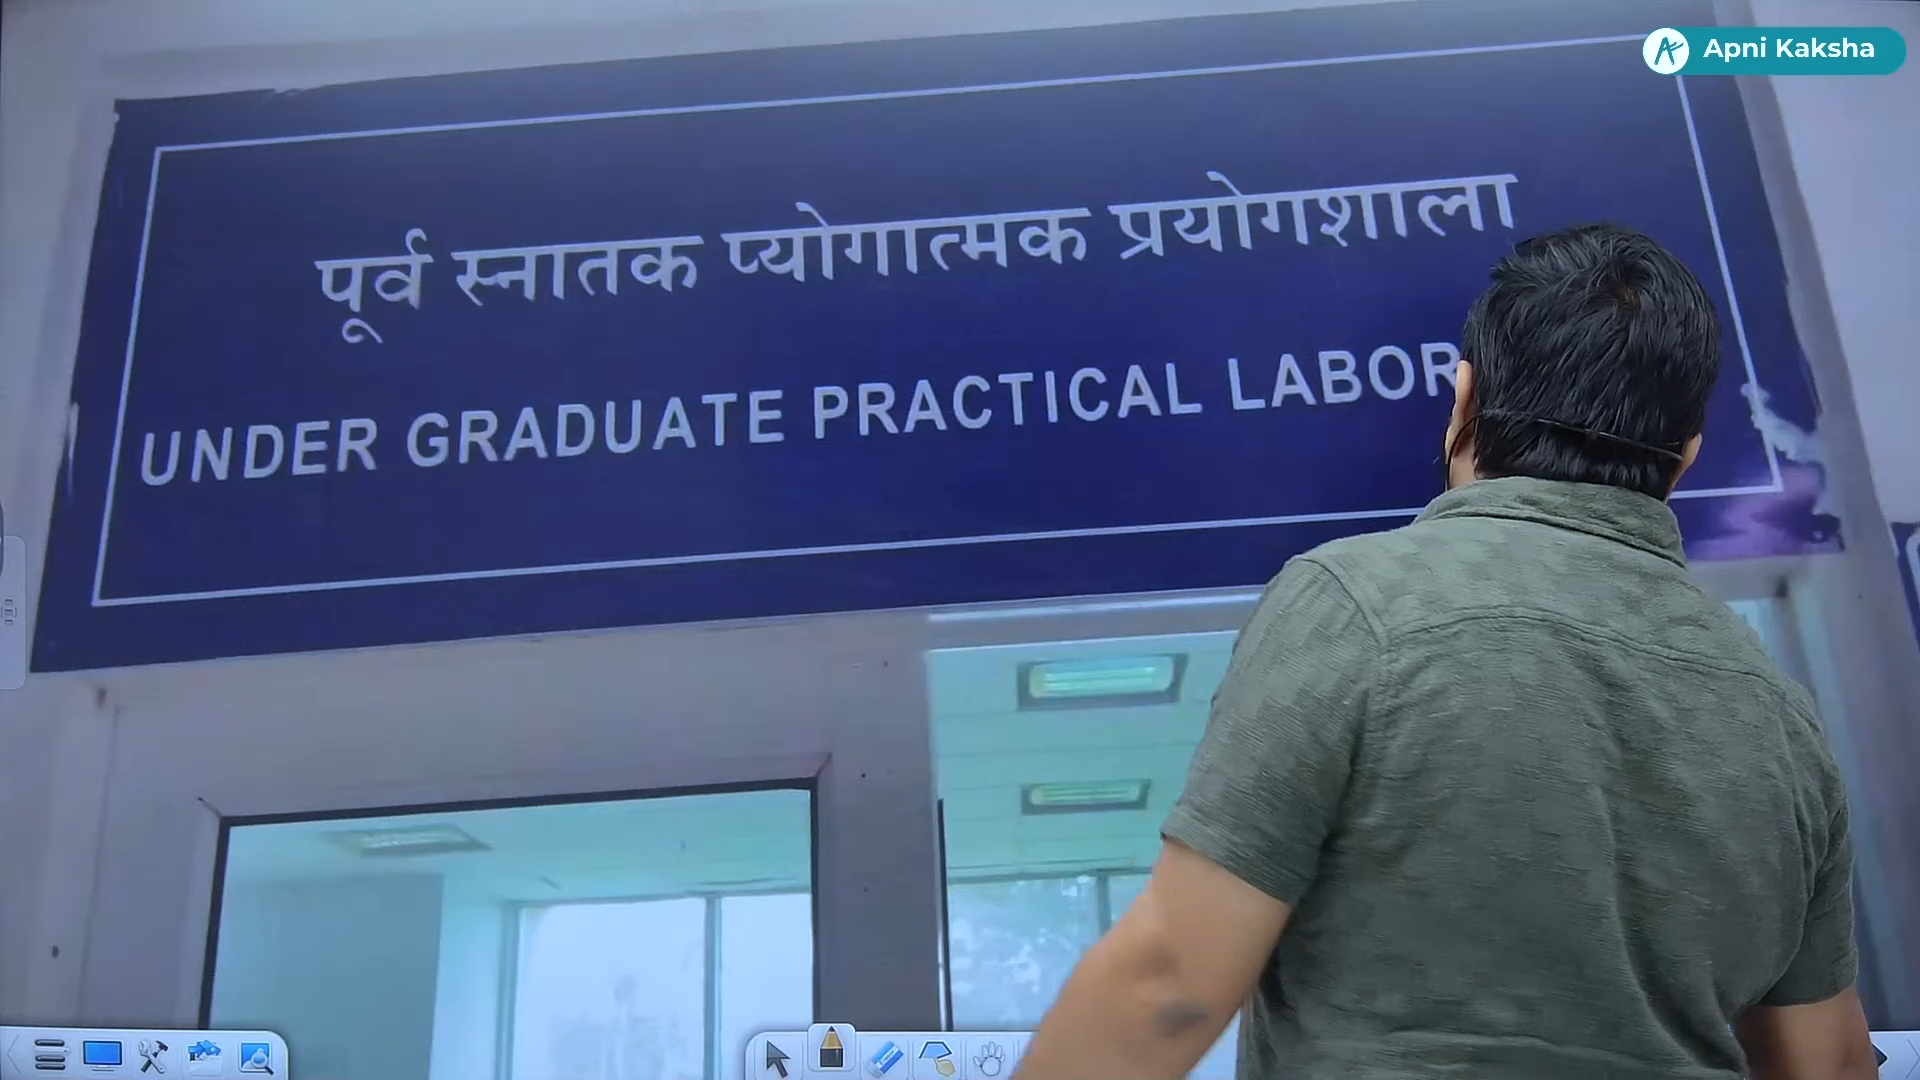 Apni Kaksha
पूर्व स्नातक प्योगात्मक प्रयोगशाला
UNDER GRADUATE PRACTICAL LABOR